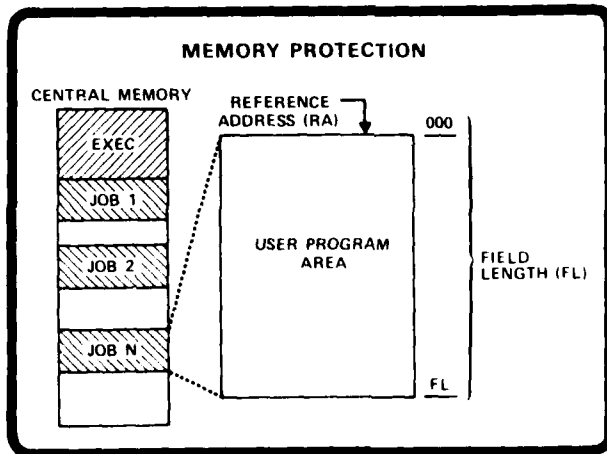 MEMORY PROTECTION
CENTRAL MEMORY
EXEC
JOB 1
JOB 2
JOB N
REFERENCE
ADDRESS (RA)
000
USER PROGRAM
AREA
FIELD
LENGTH (FL)
FL